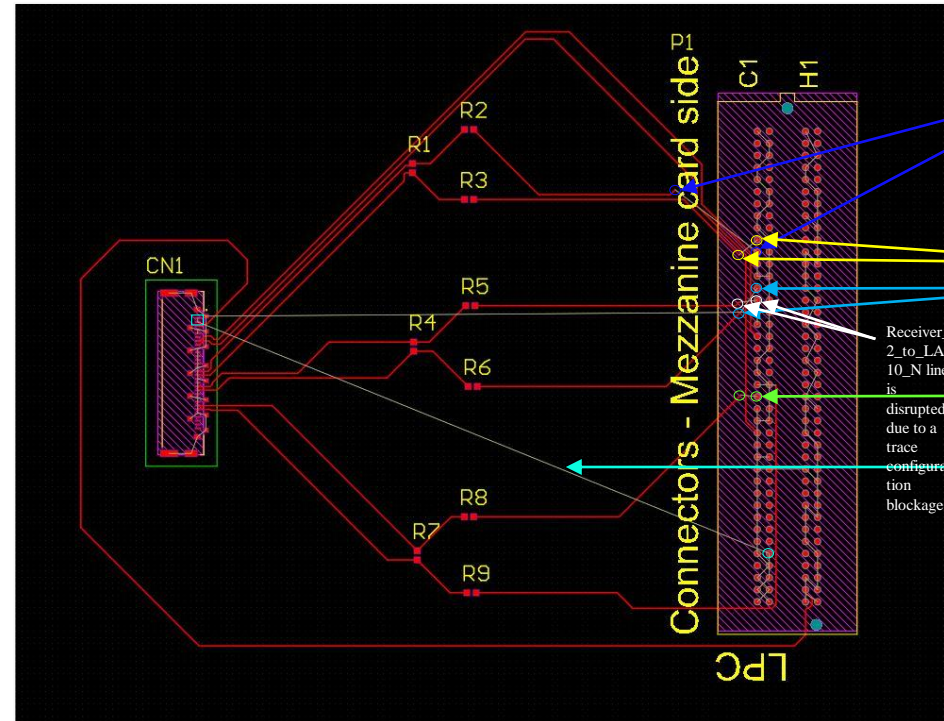 P1
C1
H1
Connectors - Mezzanine card side
R2
R1
R3
CN1
R5
R4
R6
Receiver_
2_to_LA
10_N line
is
disrupted
due to a
trace
configura
tion
blockage
R8
R7
R9
LPC